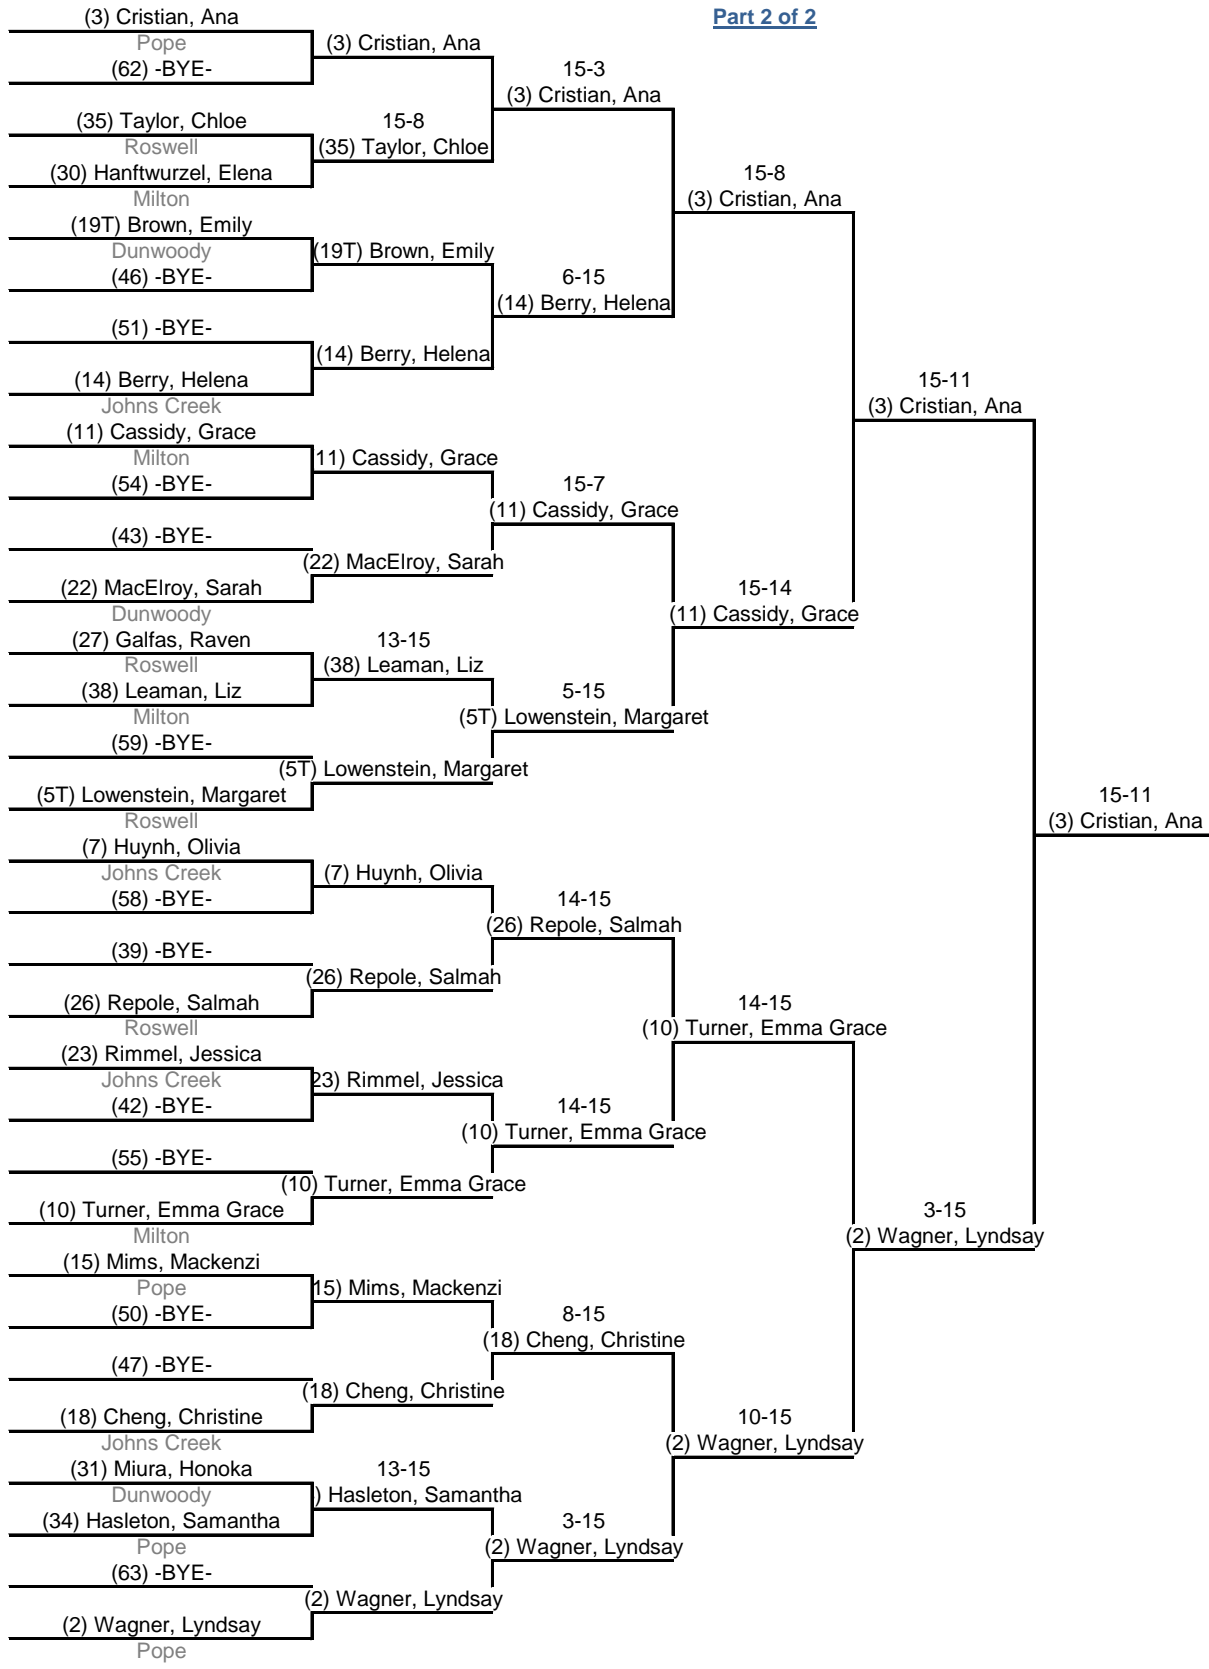 Part 2 of 2
(3) Cristian, Ana
Pope
(62) -BYE-
(35) Taylor, Chloe
Roswell
(30) Hanftwurzel, Elena
Milton
(19T) Brown, Emily
Dunwoody
(46) -BYE-
(51) -BYE-
(14) Berry, Helena
Johns Creek
(11) Cassidy, Grace
Milton
(54) -BYE-
(43) -BYE-
(22) MacElroy, Sarah
Dunwoody
(27) Galfas, Raven
Roswell
(38) Leaman, Liz
Milton
(59) -BYE-
(5T) Lowenstein, Margaret
Roswell
(7) Huynh, Olivia
Johns Creek
(58) -BYE-
(39) -BYE-
(26) Repole, Salmah
Roswell
(23) Rimmel, Jessica
Johns Creek
(42) -BYE-
(55) -BYE-
(10) Turner, Emma Grace
Milton
(15) Mims, Mackenzi
Pope
(50) -BYE-
(47) -BYE-
(18) Cheng, Christine
Johns Creek
(31) Miura, Honoka
Dunwoody
(34) Hasleton, Samantha
Pope
(63) -BYE-
(2) Wagner, Lyndsay
Pope
(3) Cristian, Ana
15-8
(35) Taylor, Chloe
(19T) Brown, Emily
(14) Berry, Helena
11) Cassidy, Grace
(22) MacElroy, Sarah
13-15
(38) Leaman, Liz
(5T) Lowenstein, Margaret
(7) Huynh, Olivia
(26) Repole, Salmah
23) Rimmel, Jessica
(10) Turner, Emma Grace
15) Mims, Mackenzi
(18) Cheng, Christine
13-15
) Hasleton, Samantha
(2) Wagner, Lyndsay
15-3
(3) Cristian, Ana
6-15
(14) Berry, Helena
15-7
(11) Cassidy, Grace
5-15
(5T) Lowenstein, Margaret
14-15
(26) Repole, Salmah
14-15
(10) Turner, Emma Grace
8-15
(18) Cheng, Christine
3-15
(2) Wagner, Lyndsay
15-8
(3) Cristian, Ana
15-14
(11) Cassidy, Grace
14-15
(10) Turner, Emma Grace
10-15
(2) Wagner, Lyndsay
15-11
(3) Cristian, Ana
3-15
(2) Wagner, Lyndsay
15-11
(3) Cristian, Ana